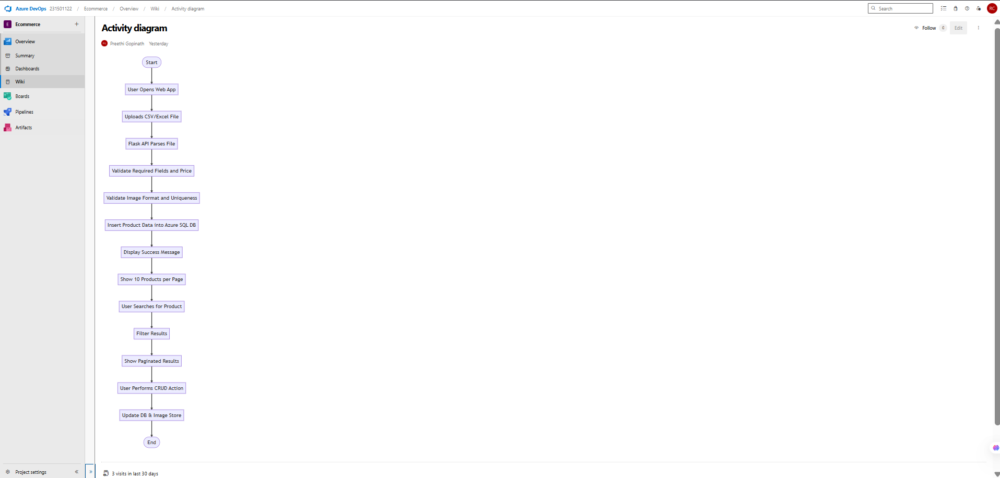 Azure DevOps 231501122 / Ecommerce / Overview / Wiki / Activity diagram
Search
RC
E Ecommerce
Overview
Summary
Dashboards
Wiki
Boards
Pipelines
Artifacts
Project settings
Activity diagram
Follow 0 Edit
PG Preethi Gopinath Yesterday
Start
User Opens Web App
Uploads CSV/Excel File
Flask API Parses File
Validate Required Fields and Price
Validate Image Format and Uniqueness
Insert Product Data into Azure SQL DB
Display Success Message
Show 10 Products per Page
User Searches for Product
Filter Results
Show Paginated Results
User Performs CRUD Action
Update DB & Image Store
End
3 visits in last 30 days